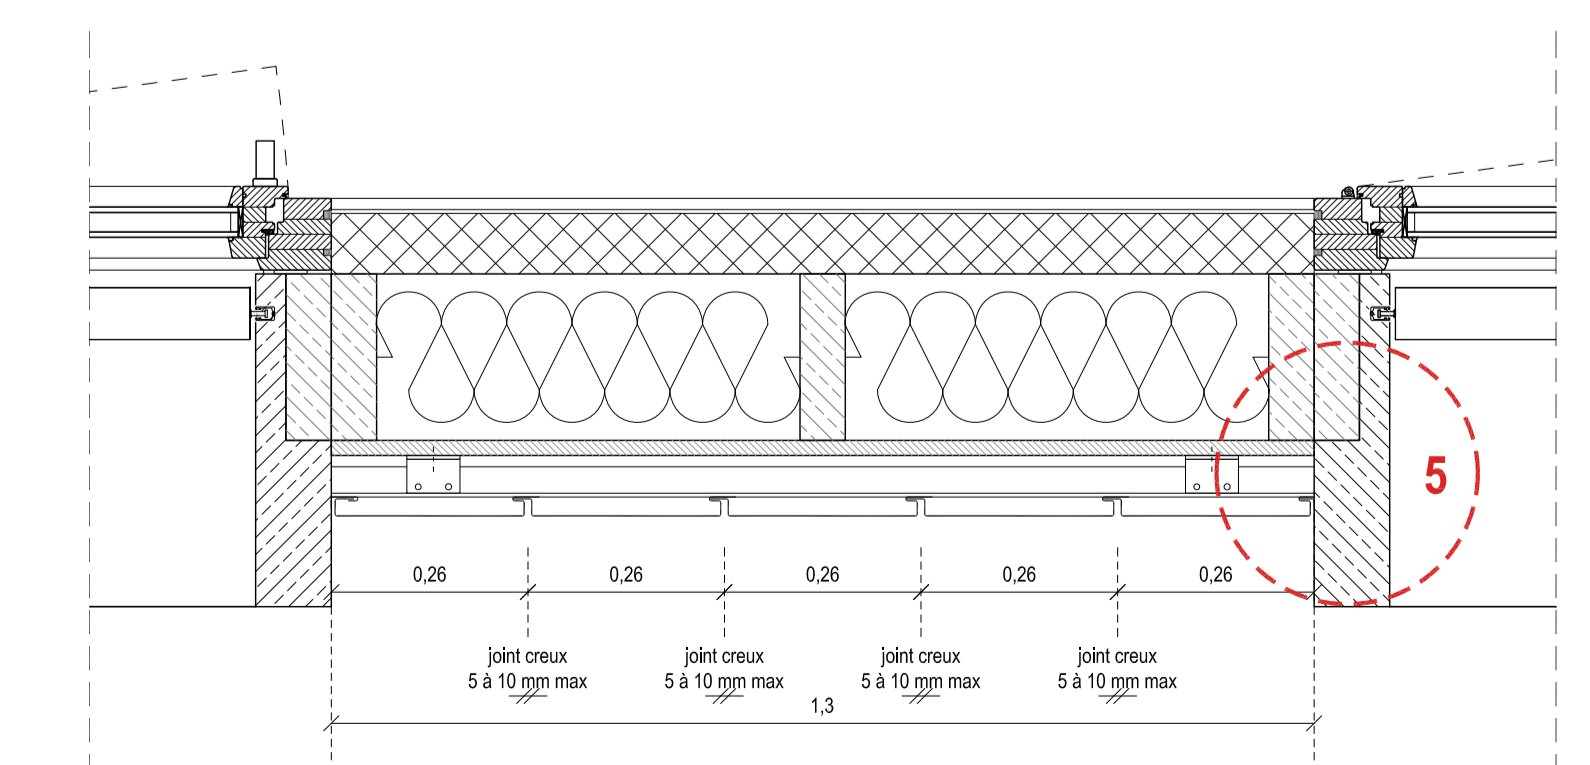 5
0,26 0,26 0,26 0,26 0,26
joint creux joint creux joint creux joint creux
5 à 10 mm max 5 à 10 mm max 5 à 10 mm max 5 à 10 mm max
1,3